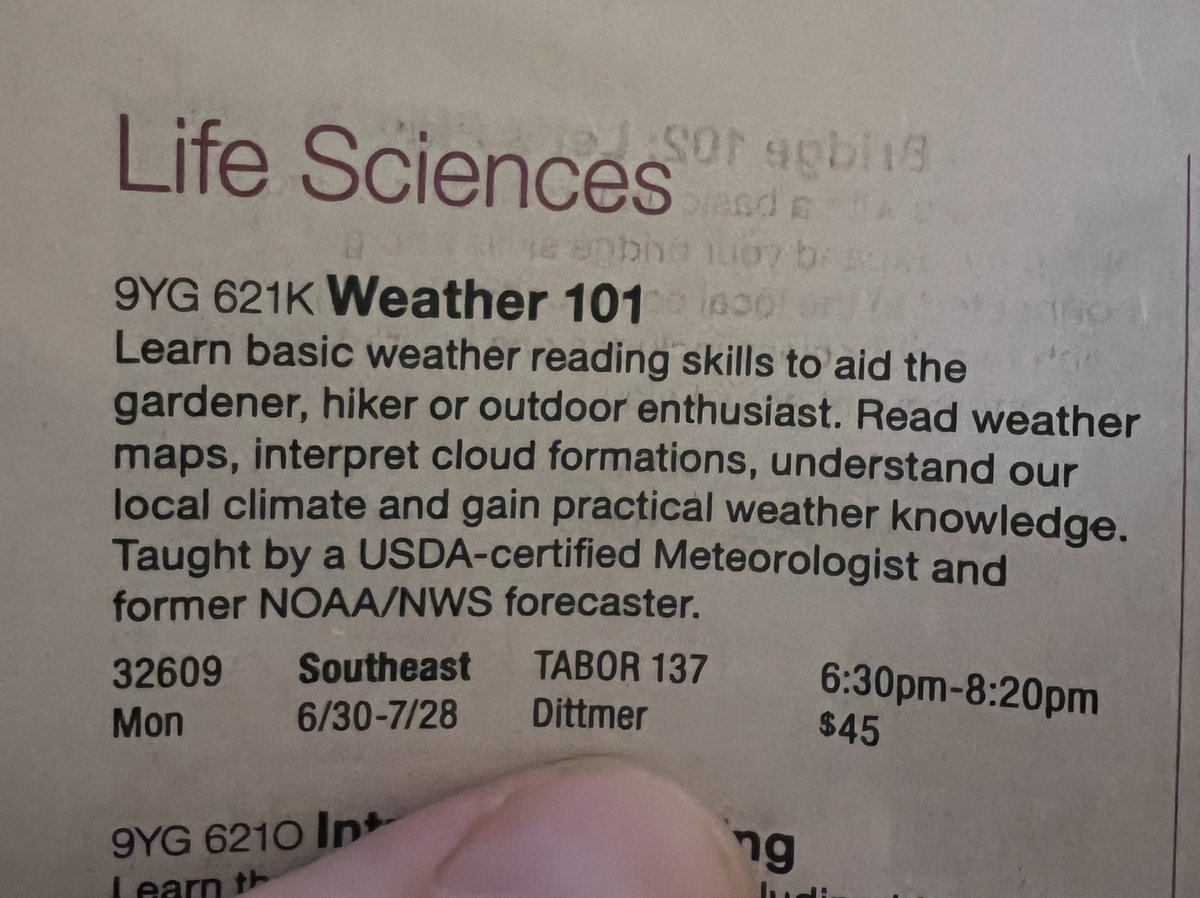 Life Sciences
9YG 621K Weather 101
Learn basic weather reading skills to aid the
gardener, hiker or outdoor enthusiast. Read weather
maps, interpret cloud formations, understand our
local climate and gain practical weather knowledge.
Taught by a USDA-certified Meteorologist and
former NOAA/NWS forecaster.
32609 Southeast TABOR 137 6:30pm-8:20pm
Mon 6/30-7/28 Dittmer $45
9YG 621O
Learn